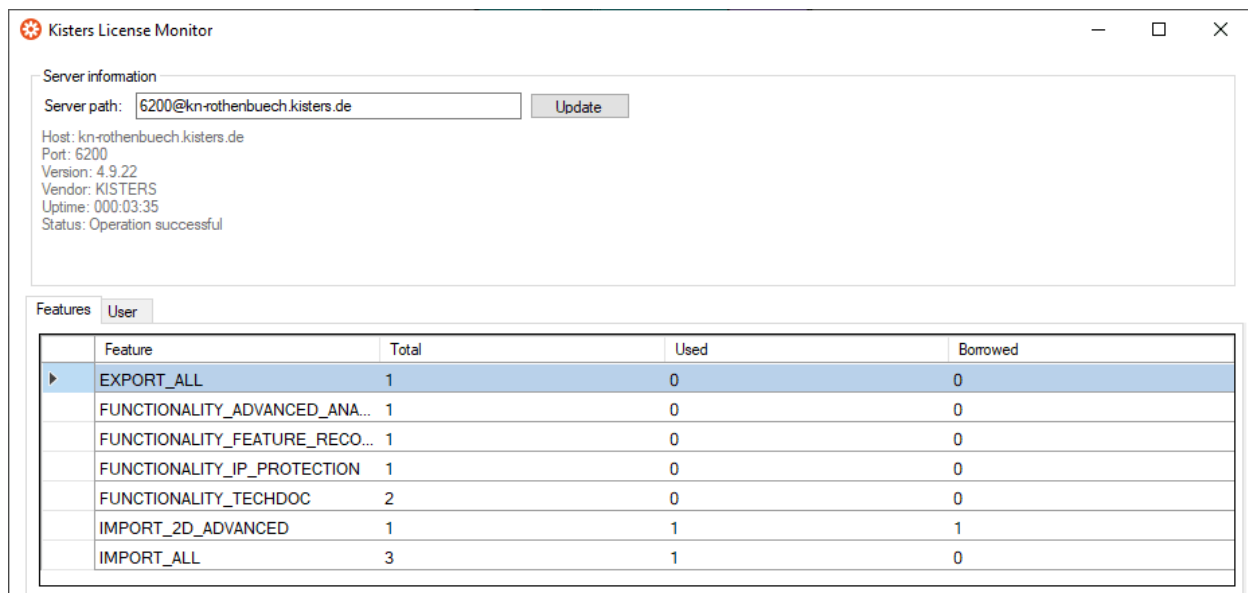 Kisters License Monitor
Server information
Server path: 6200@kn-rothenbuech.kisters.de Update
Host: kn-rothenbuech.kisters.de
Port: 6200
Version: 4.9.22
Vendor: KISTERS
Uptime: 000:03:35
Status: Operation successful
Features User
Feature Total Used Borrowed
EXPORT_ALL 1 0 0
FUNCTIONALITY_ADVANCED_ANA... 1 0 0
FUNCTIONALITY_FEATURE_RECO... 1 0 0
FUNCTIONALITY_IP_PROTECTION 1 0 0
FUNCTIONALITY_TECHDOC 2 0 0
IMPORT_2D_ADVANCED 1 1 1
IMPORT_ALL 3 1 0